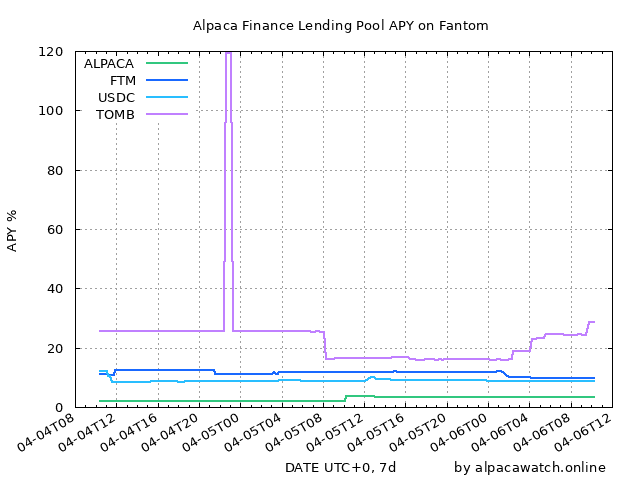 Alpaca Finance Lending Pool APY on Fantom
120
100
80
60
40
20
0
APY %
ALPACA
FTM
USDC
TOMB
04-04T08
04-04T12
04-04T16
04-04T20
04-05T00
04-05T04
04-05T08
04-05T12
04-05T16
04-05T20
04-06T00
04-06T04
04-06T08
04-06T12
DATE UTC+0, 7d
by alpacawatch.online